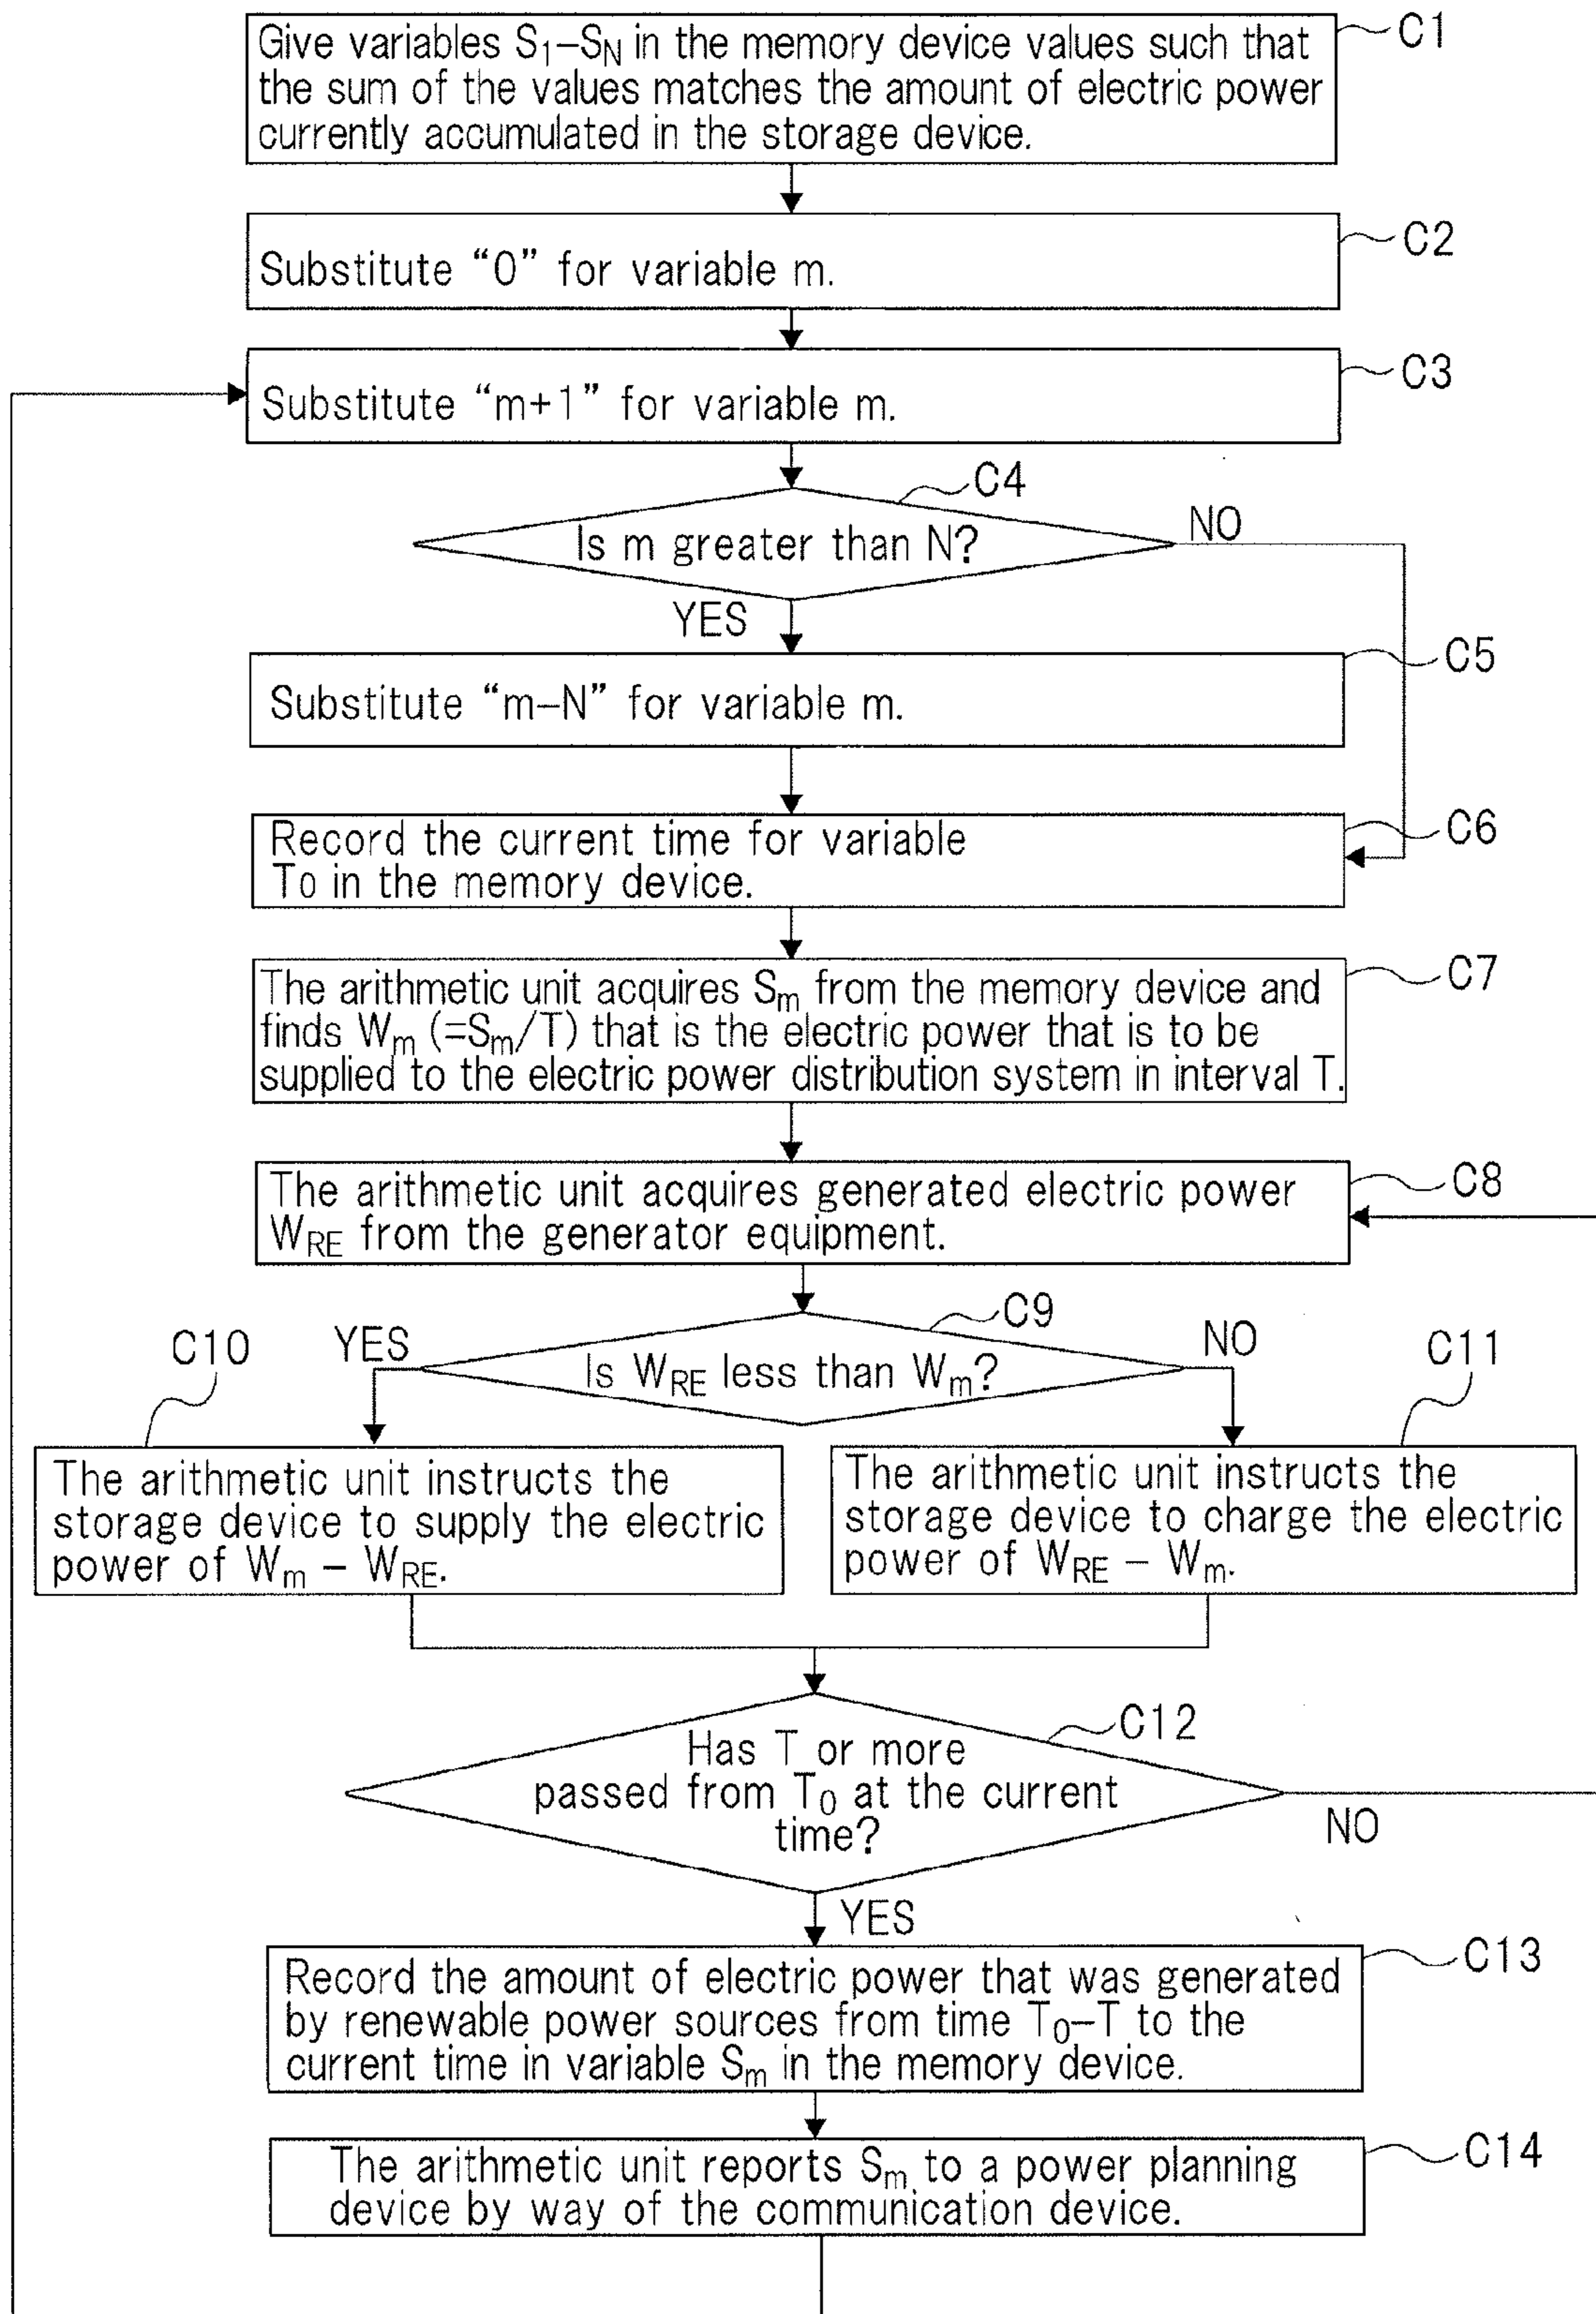 Give variables S1–SN in the memory device values such that
the sum of the values matches the amount of electric power
currently accumulated in the storage device.
C1
Substitute “0” for variable m.
C2
Substitute “m+1” for variable m.
C3
C4
Is m greater than N?
NO
YES
Substitute “m–N” for variable m.
C5
Record the current time for variable
T0 in the memory device.
C6
The arithmetic unit acquires Sm from the memory device and
finds Wm (=Sm/T) that is the electric power that is to be
supplied to the electric power distribution system in interval T.
C7
The arithmetic unit acquires generated electric power
WRE from the generator equipment.
C8
C9
Is WRE less than Wm?
YES
NO
C10
C11
The arithmetic unit instructs the
storage device to supply the electric
power of Wm – WRE.
The arithmetic unit instructs the
storage device to charge the electric
power of WRE – Wm.
C12
Has T or more
passed from T0 at the current
time?
NO
YES
Record the amount of electric power that was generated
by renewable power sources from time T0–T to the
current time in variable Sm in the memory device.
C13
The arithmetic unit reports Sm to a power planning
device by way of the communication device.
C14